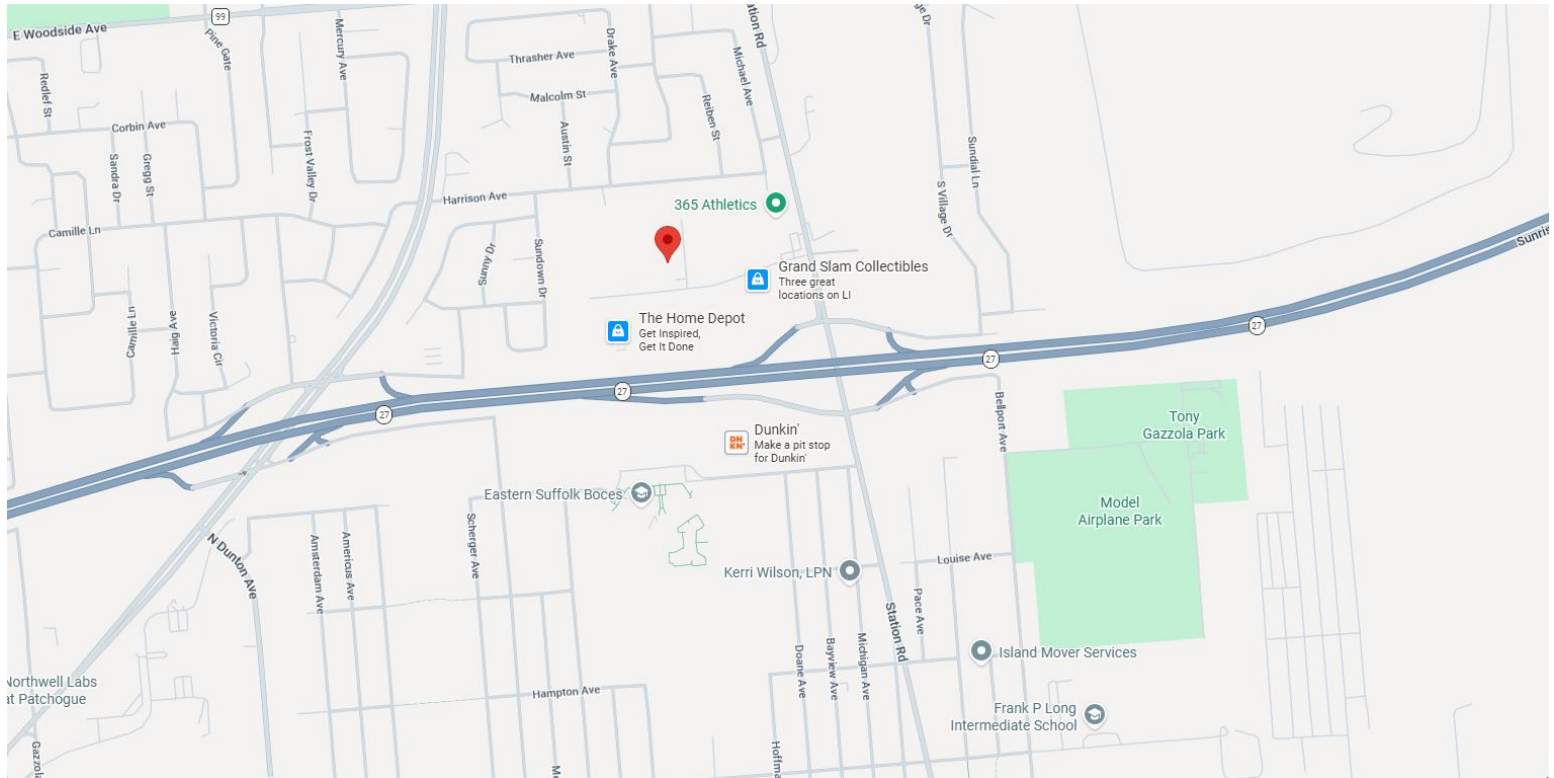 99
E Woodside Ave
Pine Gate
Mercury Ave
Redlef St
Corbin Ave
Sandra Dr
Gregg St
Frost Valley Dr
Camille Ln
Camille Ln
Haig Ave
Victoria Cir
Thrasher Ave
Drake Ave
Malcolm St
Austin St
Reiben St
Michael Ave
Harrison Ave
Sunny Dr
Sundown Dr
365 Athletics
Grand Slam Collectibles
Three great
locations on LI
The Home Depot
Get Inspired,
Get It Done
S Village Dr
Sundial Ln
27
27
27
27
Dunkin'
Make a pit stop
for Dunkin'
DN
KN'
Bellport Ave
Tony
Gazzola Park
Model
Airplane Park
Eastern Suffolk Boces
Scherger Ave
N Dunton Ave
Amsterdam Ave
Americus Ave
Kerri Wilson, LPN
Louise Ave
Pace Ave
Station Rd
Doane Ave
Bayview Ave
Michigan Ave
Island Mover Services
Hampton Ave
Frank P Long
Intermediate School
Northwell Labs
at Patchogue